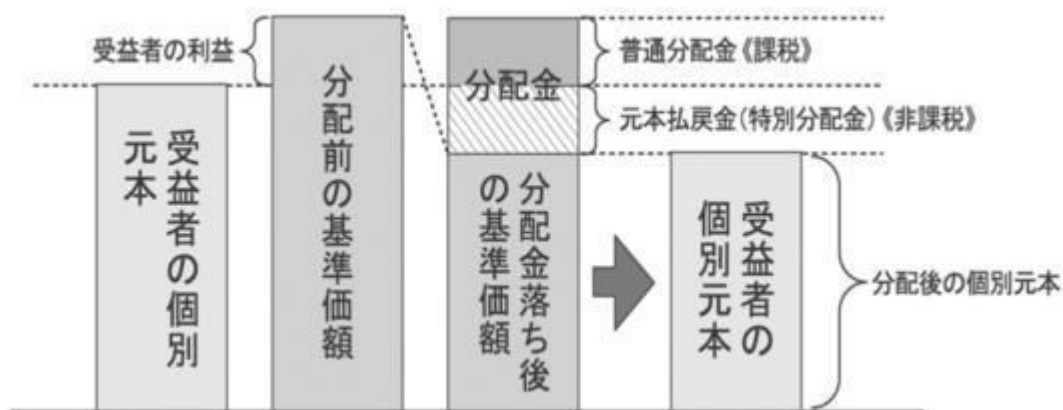 受益者の利益
受益者の個別
元本
分配前の基準価額
分配金
分配金落ち後
の基準価額
普通分配金《課税》
元本払戻金(特別分配金)《非課税》
受益者の
個別元本
分配後の個別元本